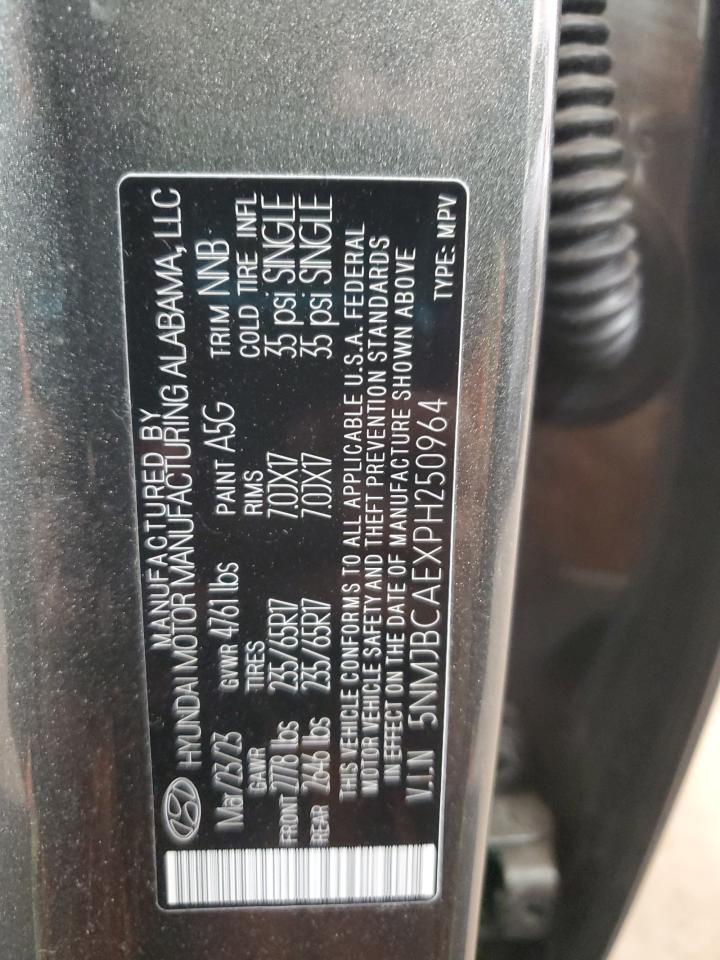 MANUFACTURED BY
HYUNDAI MOTOR MANUFACTURING ALABAMA, LLC
Mar/23/23 GVWR 4761 lbs PAINT A5G TRIM NNB
GAWR TIRES RIMS COLD TIRE INFL
FRONT 2778 lbs 235/65R17 7.0JX17 35 psi SINGLE
REAR 2646 lbs 235/65R17 7.0JX17 35 psi SINGLE
THIS VEHICLE CONFORMS TO ALL APPLICABLE U.S.A. FEDERAL
MOTOR VEHICLE SAFETY AND THEFT PREVENTION STANDARDS
IN EFFECT ON THE DATE OF MANUFACTURE SHOWN ABOVE
V.I.N 5NMJBCAEXPH250964 TYPE: MPV